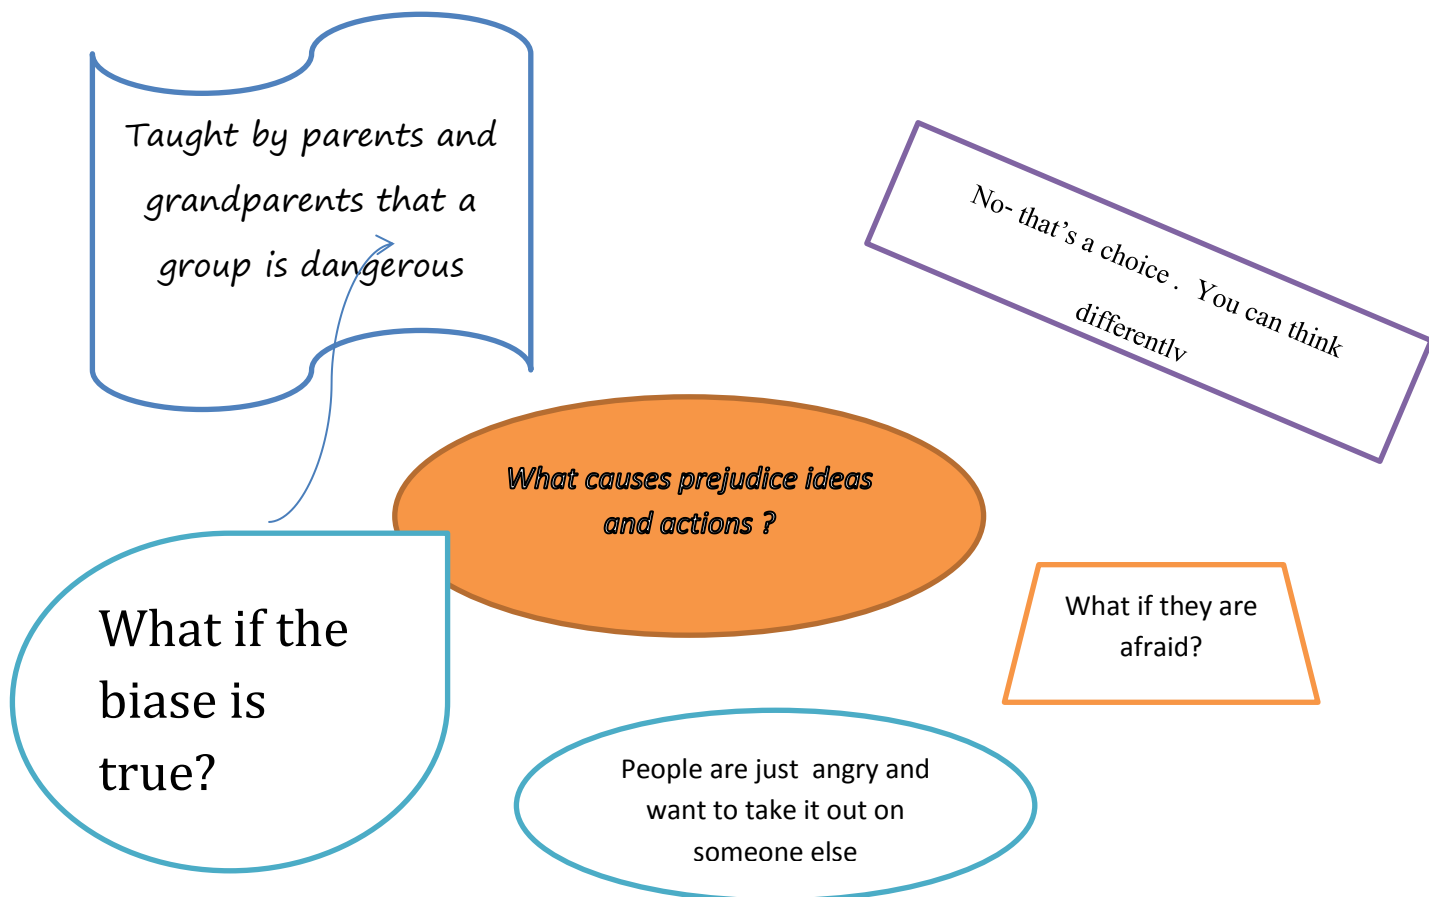 Taught by parents and
grandparents that a
group is dangerous
No- that’s a choice .  You can think
differently
What causes prejudice ideas
and actions ?
What if they are
afraid?
What if the
biase is
true?
People are just  angry and
want to take it out on
someone else